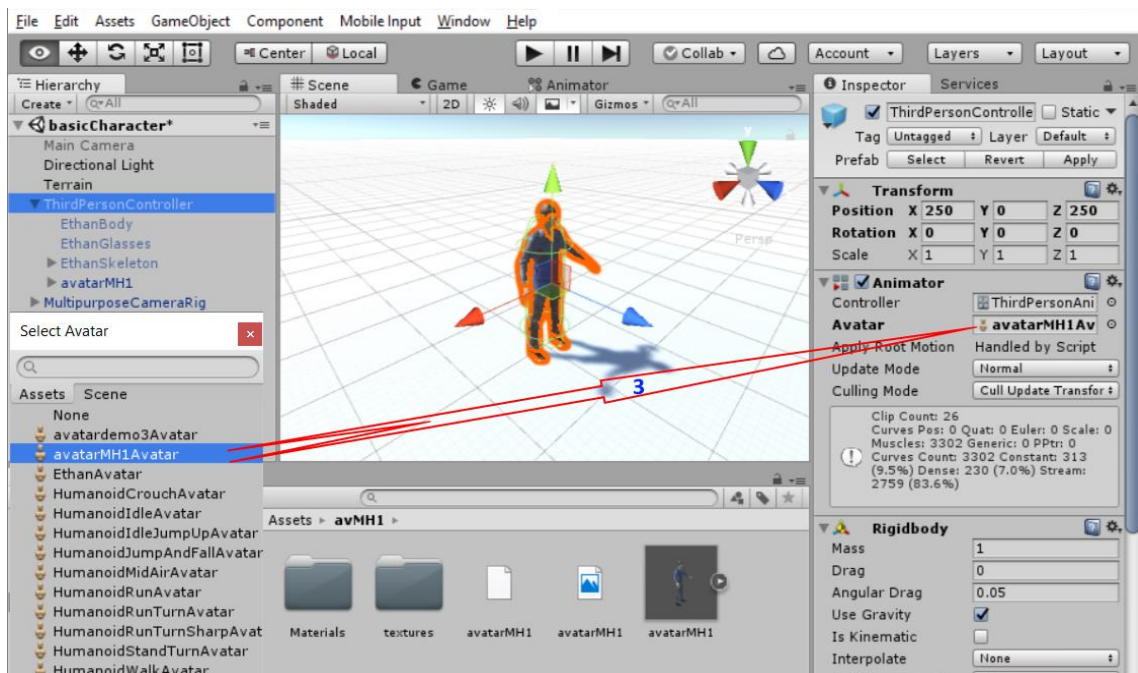 File Edit Assets GameObject Component Mobile Input Window Help
Center Local Collab Account Layers Layout
Hierarchy
Create All
basicCharacter*
Main Camera
Directional Light
Terrain
ThirdPersonController
EthanBody
EthanGlasses
EthanSkeleton
avatarMH1
MultipurposeCameraRig
Select Avatar
Assets Scene
None
avatardemo3Avatar
avatarMH1Avatar
EthanAvatar
HumanoidCrouchAvatar
HumanoidIdleAvatar
HumanoidIdleJumpUpAvatar
HumanoidJumpAndFallAvatar
HumanoidMidAirAvatar
HumanoidRunAvatar
HumanoidRunTurnAvatar
HumanoidRunTurnSharpAvat
HumanoidStandTurnAvatar
HumanoidWalkAvatar
Scene Game Animator
Shaded 2D Gizmos All
y
Persp
3
Assets avMH1
Materials textures avatarMH1 avatarMH1 avatarMH1
Inspector Services
ThirdPersonControlle Static
Tag Untagged Layer Default
Prefab Select Revert Apply
Transform
Position X 250 Y 0 Z 250
Rotation X 0 Y 0 Z 0
Scale X 1 Y 1 Z 1
Animator
Controller ThirdPersonAni
Avatar avatarMH1Av
Apply Root Motion Handled by Script
Update Mode Normal
Culling Mode Cull Update Transfor
Clip Count: 26
Curves Pos: 0 Quat: 0 Euler: 0 Scale: 0
Muscles: 3302 Generic: 0 PPtr: 0
Curves Count: 3302 Constant: 313
(9.5%) Dense: 230 (7.0%) Stream:
2759 (83.6%)
Rigidbody
Mass 1
Drag 0
Angular Drag 0.05
Use Gravity
Is Kinematic
Interpolate None